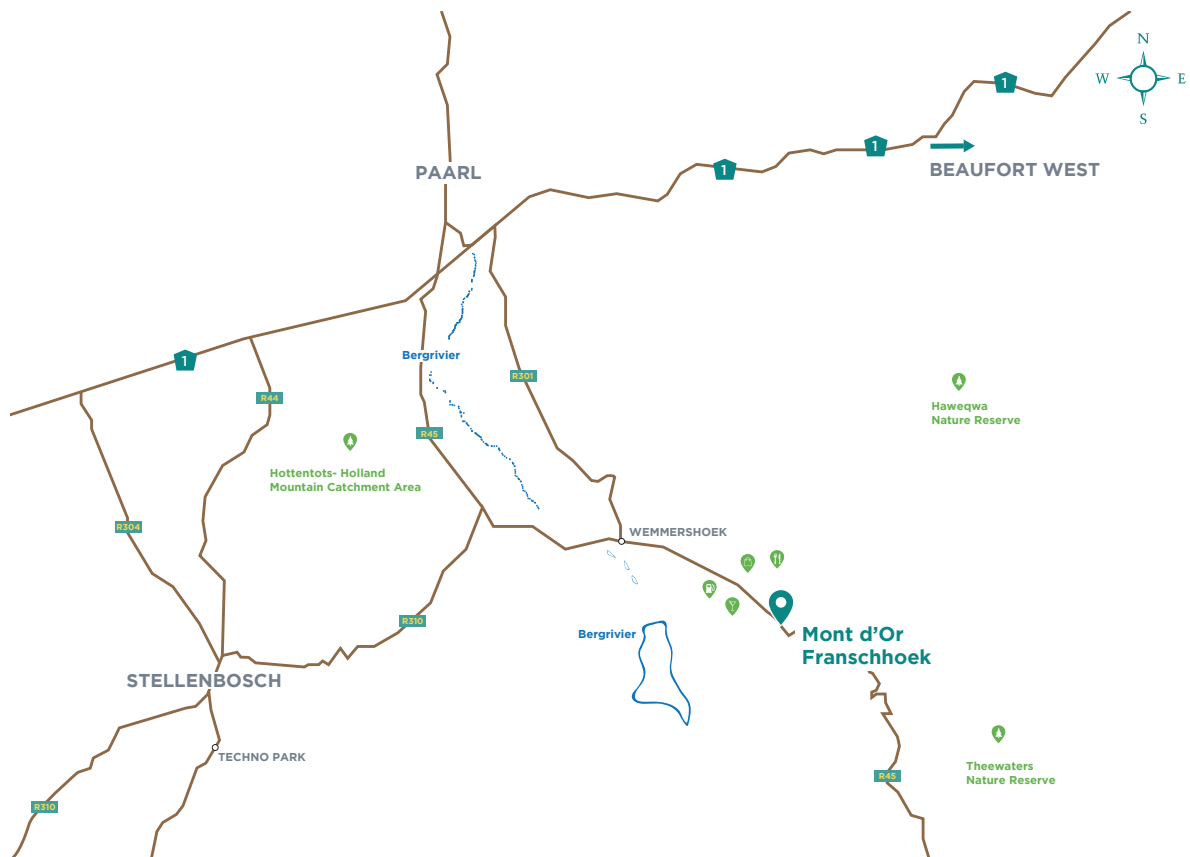 N
W
E
S
1
1
1
PAARL
BEAUFORT WEST
1
Bergrivier
R301
R44
Haweqwa
Nature Reserve
R45
Hottentots- Holland
Mountain Catchment Area
R304
WEMMERSHOEK
R310
Bergrivier
Mont d’Or
Franschhoek
STELLENBOSCH
TECHNO PARK
Theewaters
Nature Reserve
R45
R310